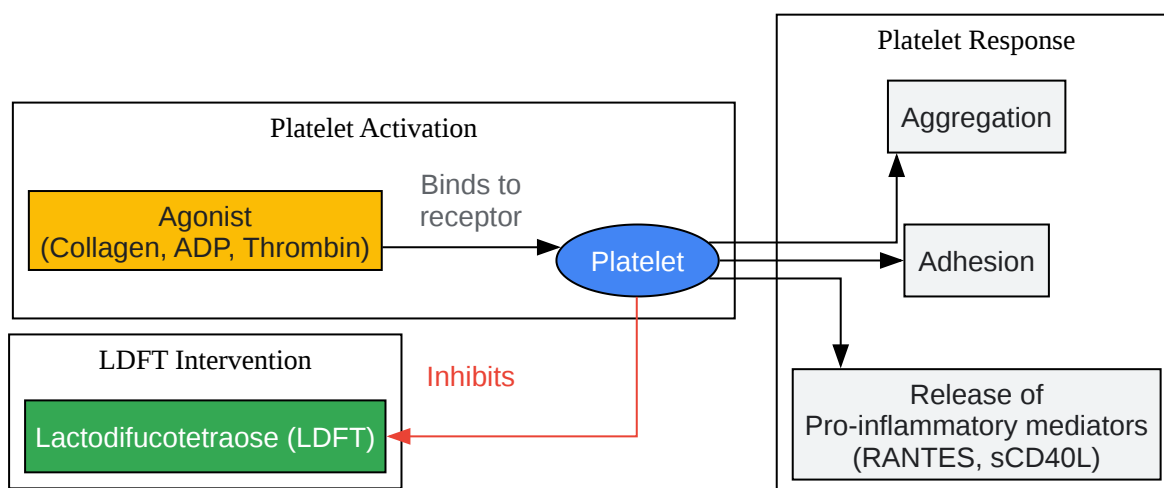 Platelet Response
Aggregation
Platelet Activation
Binds to
receptor
Agonist
(Collagen, ADP, Thrombin)
Platelet
Adhesion
LDFT Intervention
Inhibits
Lactodifucotetraose (LDFT)
Release of
Pro-inflammatory mediators
(RANTES, sCD40L)